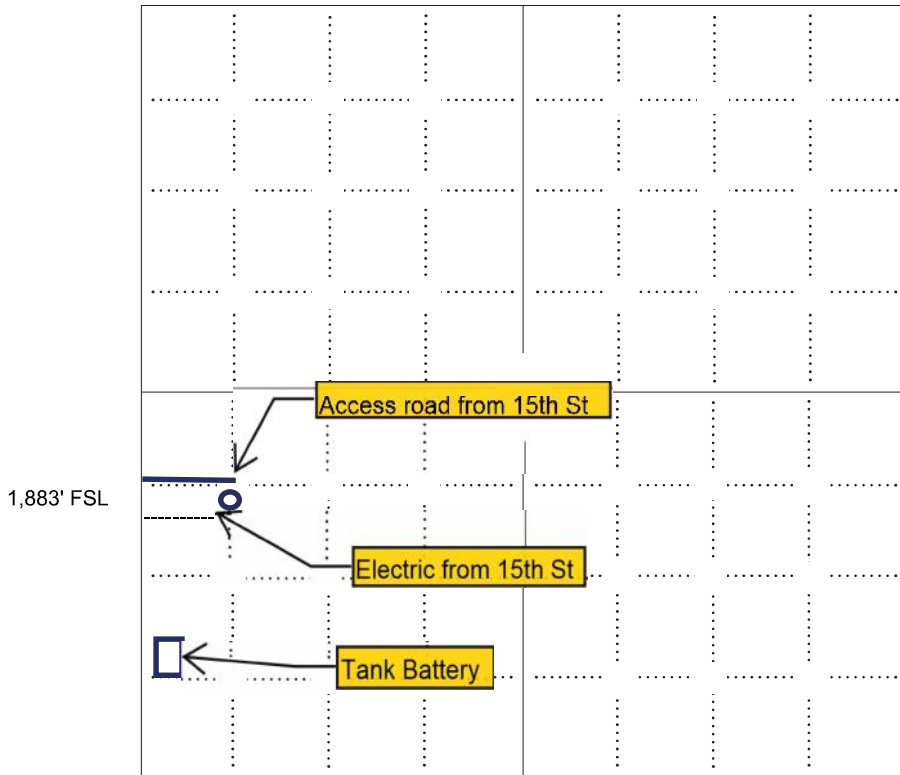 Access road from 15th St
1,883' FSL
Electric from 15th St
Tank Battery